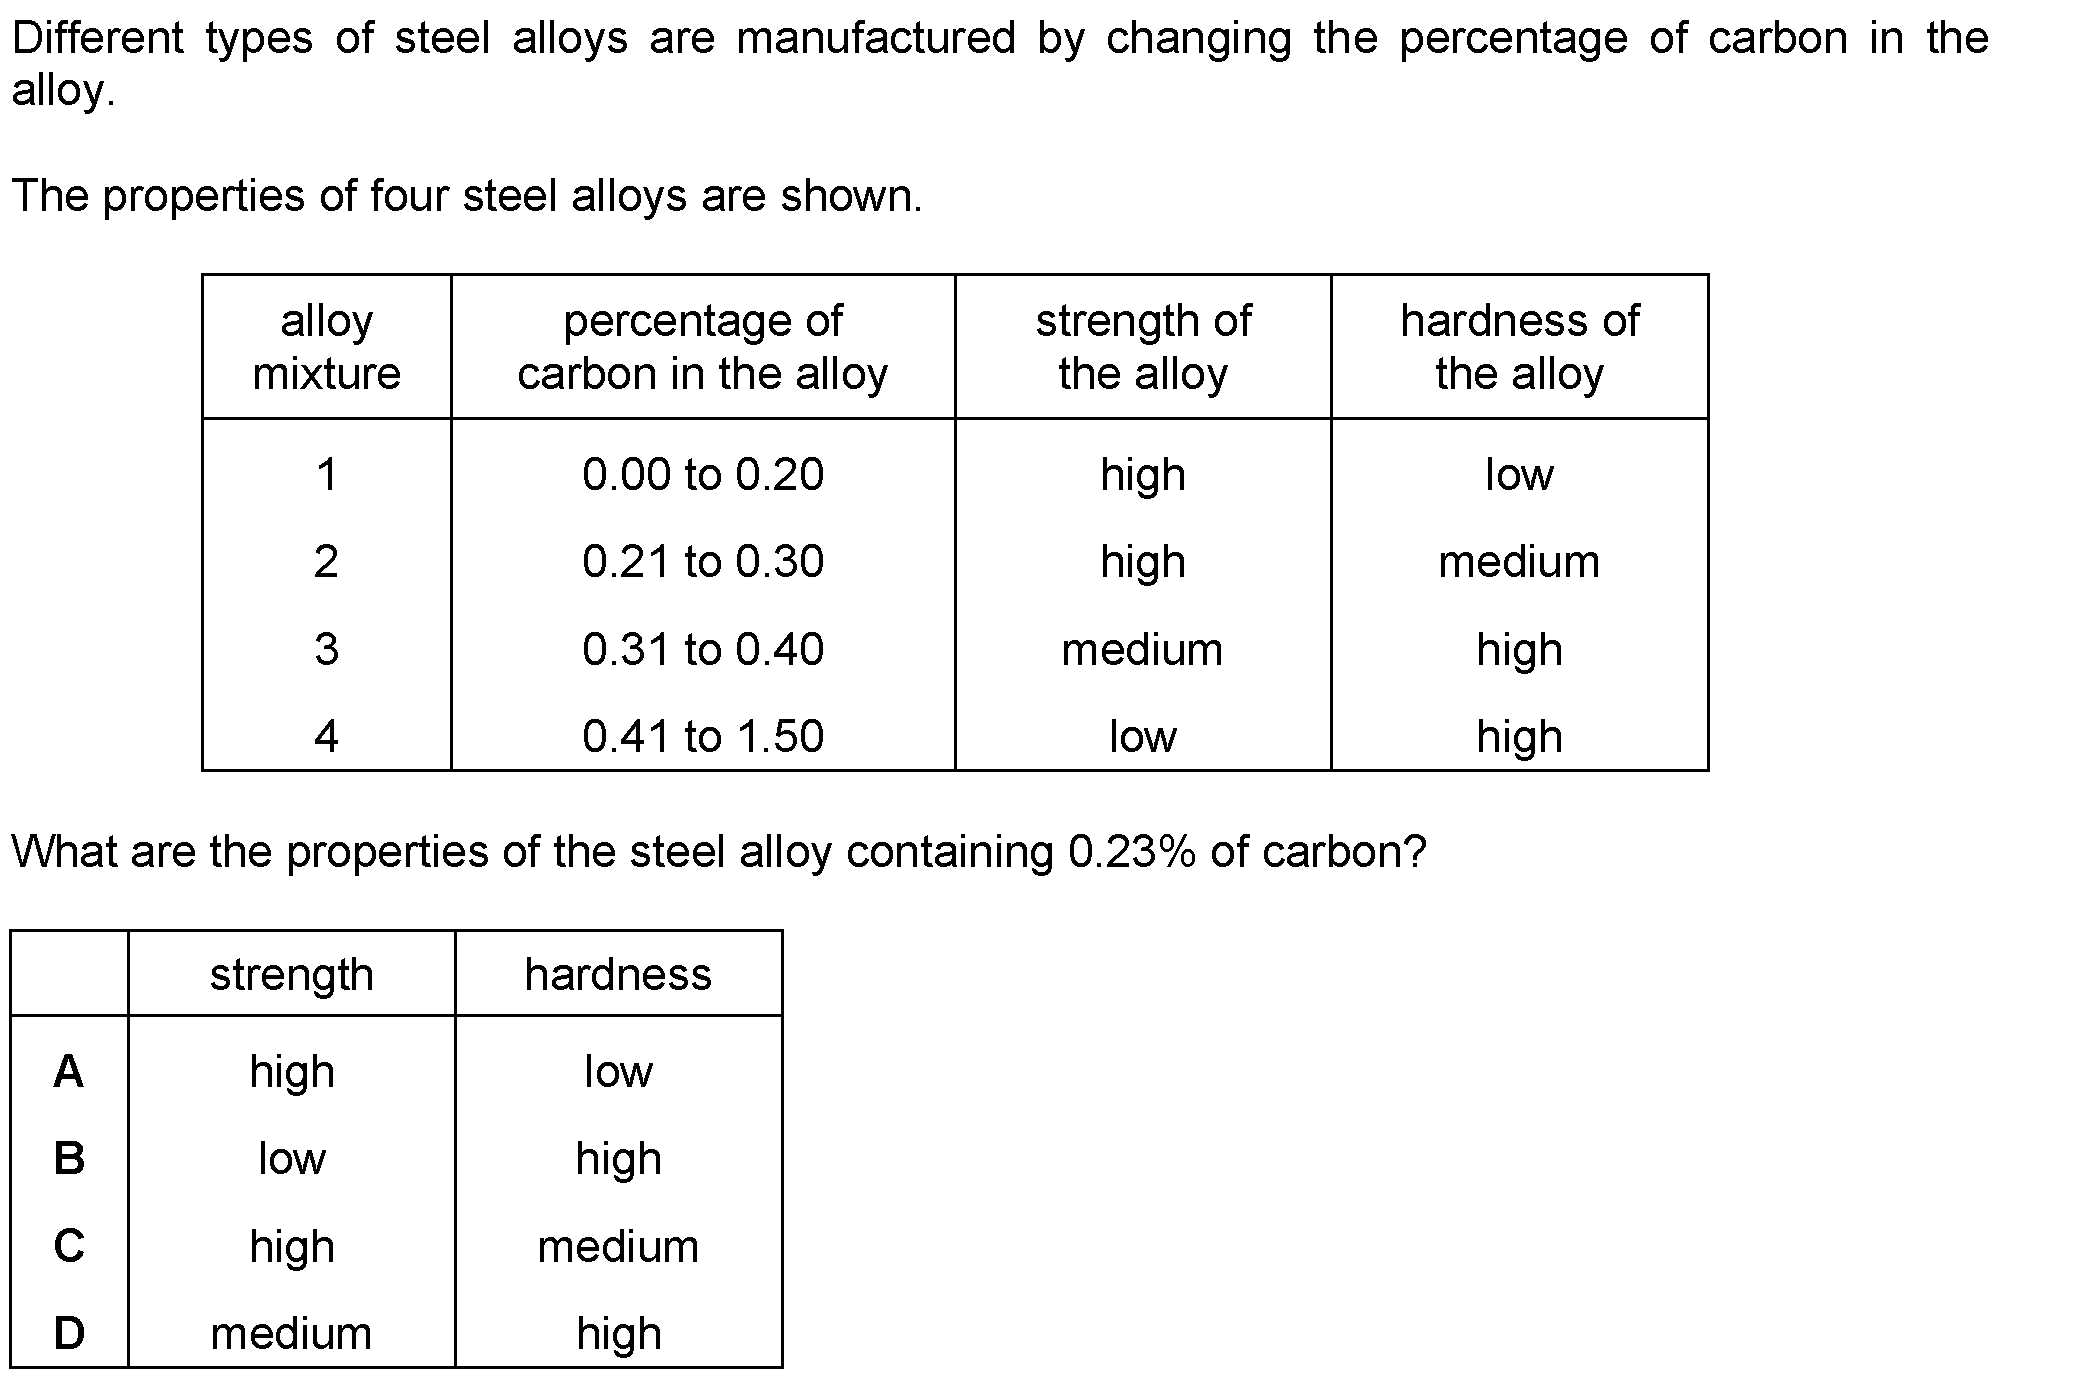 Different types of steel alloys are manufactured by changing the percentage of carbon in the
alloy.
The properties of four steel alloys are shown.
alloy mixture percentage of carbon in the alloy strength of the alloy hardness of the alloy
1 0.00 to 0.20 high low
2 0.21 to 0.30 high medium
3 0.31 to 0.40 medium high
4 0.41 to 1.50 low high
What are the properties of the steel alloy containing 0.23% of carbon?
strength hardness
A high low
B low high
C high medium
D medium high